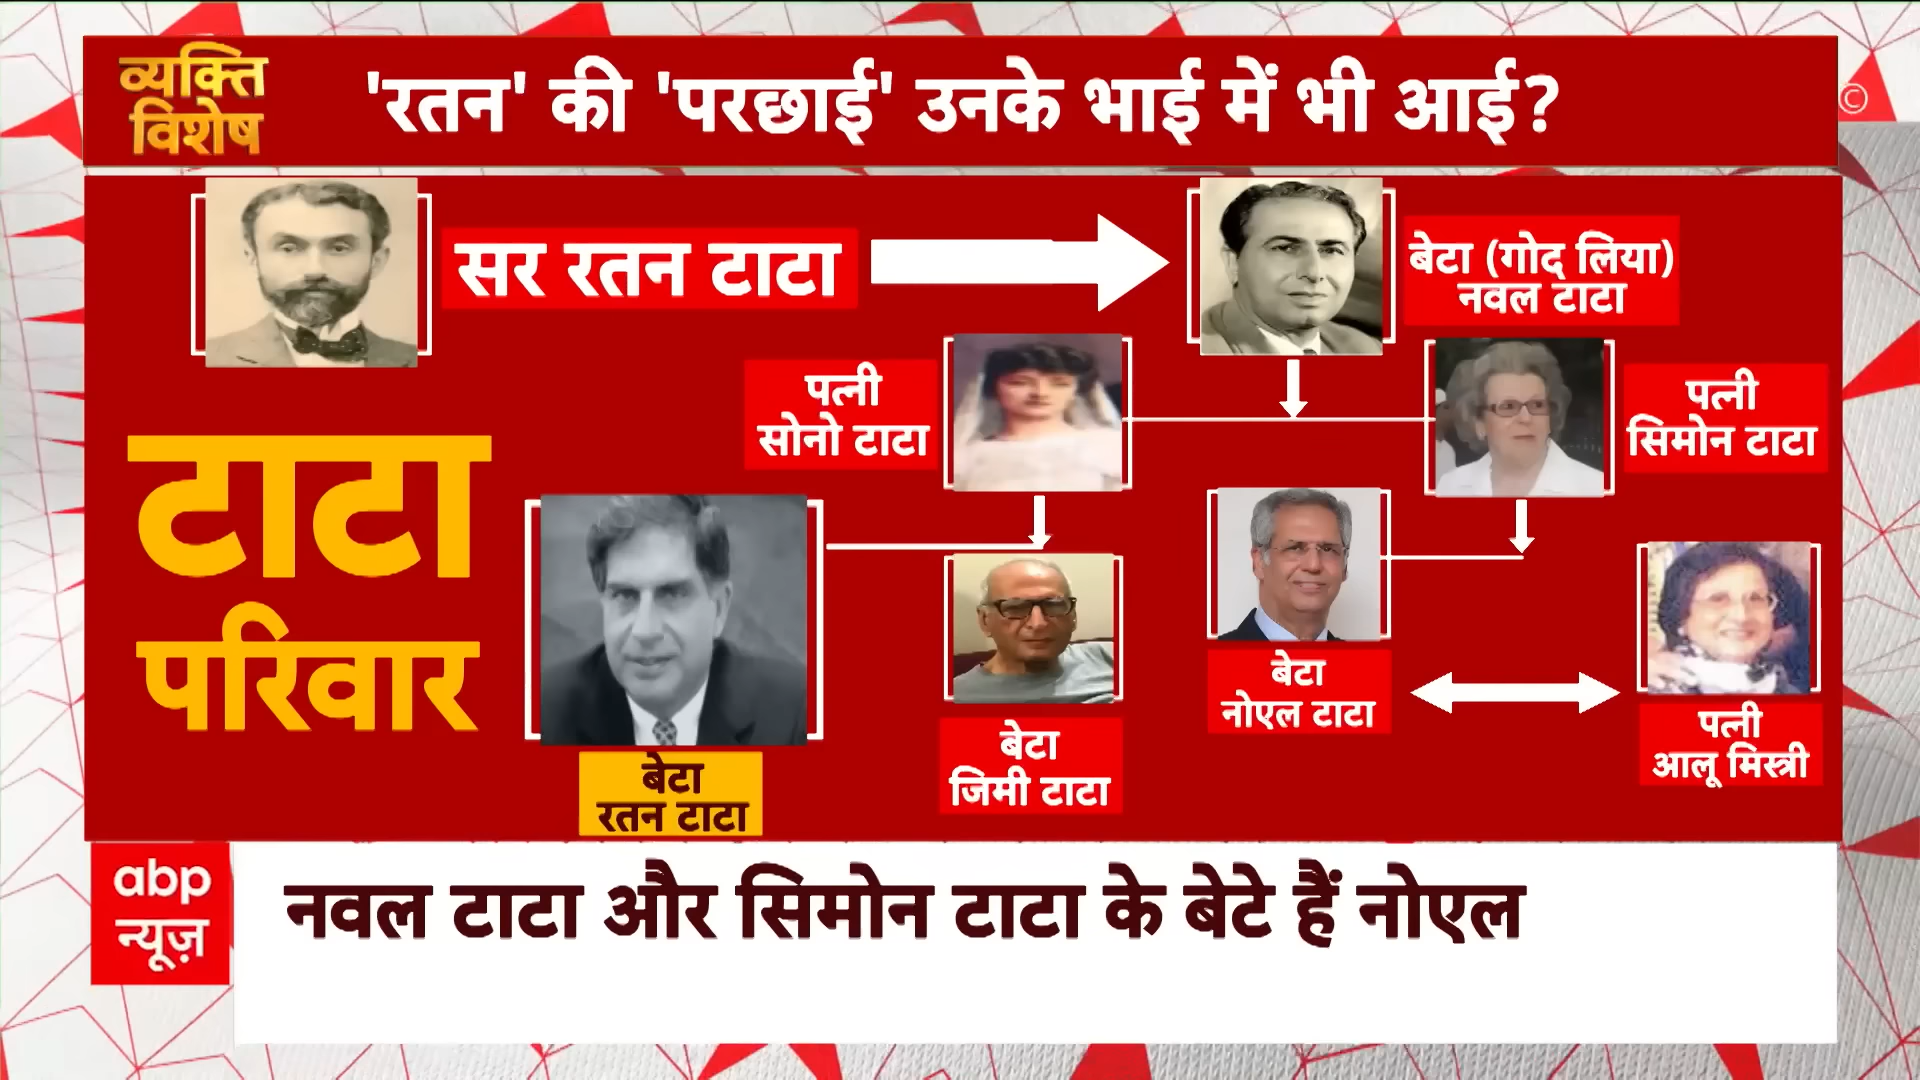 व्यक्ति
विशेष
'रतन' की 'परछाई' उनके भाई में भी आई?
©
सर रतन टाटा
बेटा (गोद लिया)
नवल टाटा
पत्नी
सोनो टाटा
पत्नी
सिमोन टाटा
टाटा
परिवार
बेटा
रतन टाटा
बेटा
जिमी टाटा
बेटा
नोएल टाटा
पत्नी
आलू मिस्त्री
abp
न्यूज़
नवल टाटा और सिमोन टाटा के बेटे हैं नोएल